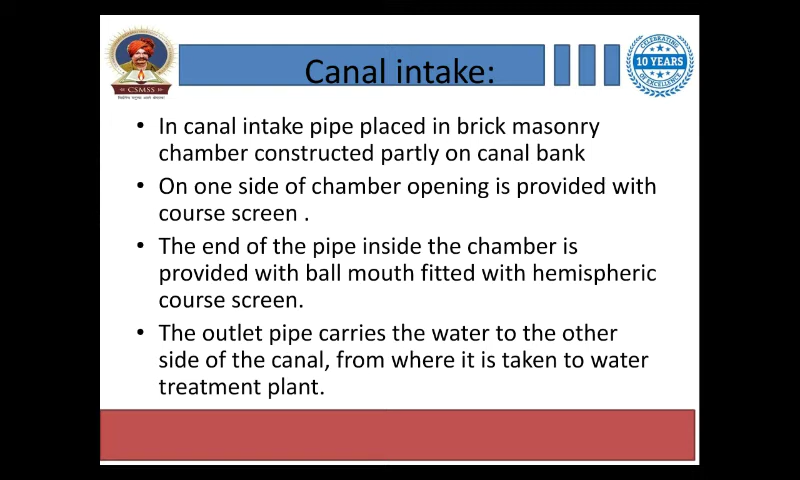 Canal intake:
CSMSS
CELEBRATING
10 YEARS
OF EXCELLENCE
• In canal intake pipe placed in brick masonry
chamber constructed partly on canal bank
• On one side of chamber opening is provided with
course screen .
• The end of the pipe inside the chamber is
provided with ball mouth fitted with hemispheric
course screen.
• The outlet pipe carries the water to the other
side of the canal, from where it is taken to water
treatment plant.